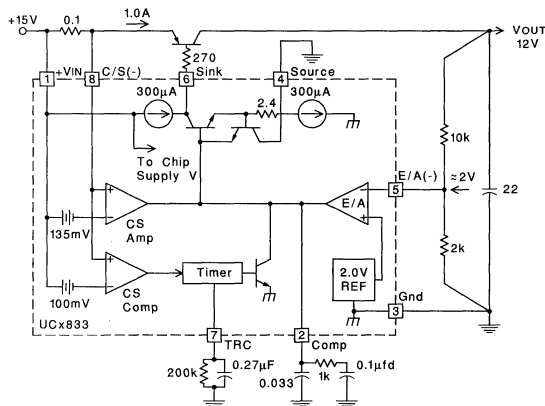 +15V
0.1
1.0A
VOUT
12V
270
1 +VIN
8 C/S(-)
6 Sink
4 Source
300µA
2.4
300µA
To Chip
Supply V
10k
E/A(-)
≈2V
5
22
+
-
135mV
CS
Amp
-
E/A
+
2k
+
-
100mV
CS
Comp
Timer
2.0V
REF
Gnd
3
UCx833
7
TRC
2
Comp
200k
0.27µF
0.033
1k
0.1µfd